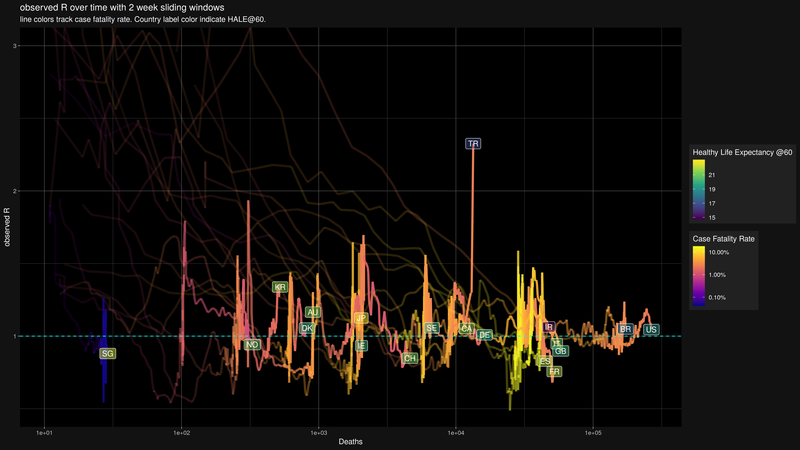 observed R over time with 2 week sliding windows
line colors track case fatality rate. Country label color indicate HALE@60.
3
2
1
observed R
TR
KR
AU
JP
DK
SE
CA
DE
IR
BR
US
NO
IE
CH
SG
GB
ES
FR
1e+01
1e+02
1e+03
1e+04
1e+05
Deaths
Healthy Life Expectancy @60
21
19
17
15
Case Fatality Rate
10.00%
1.00%
0.10%